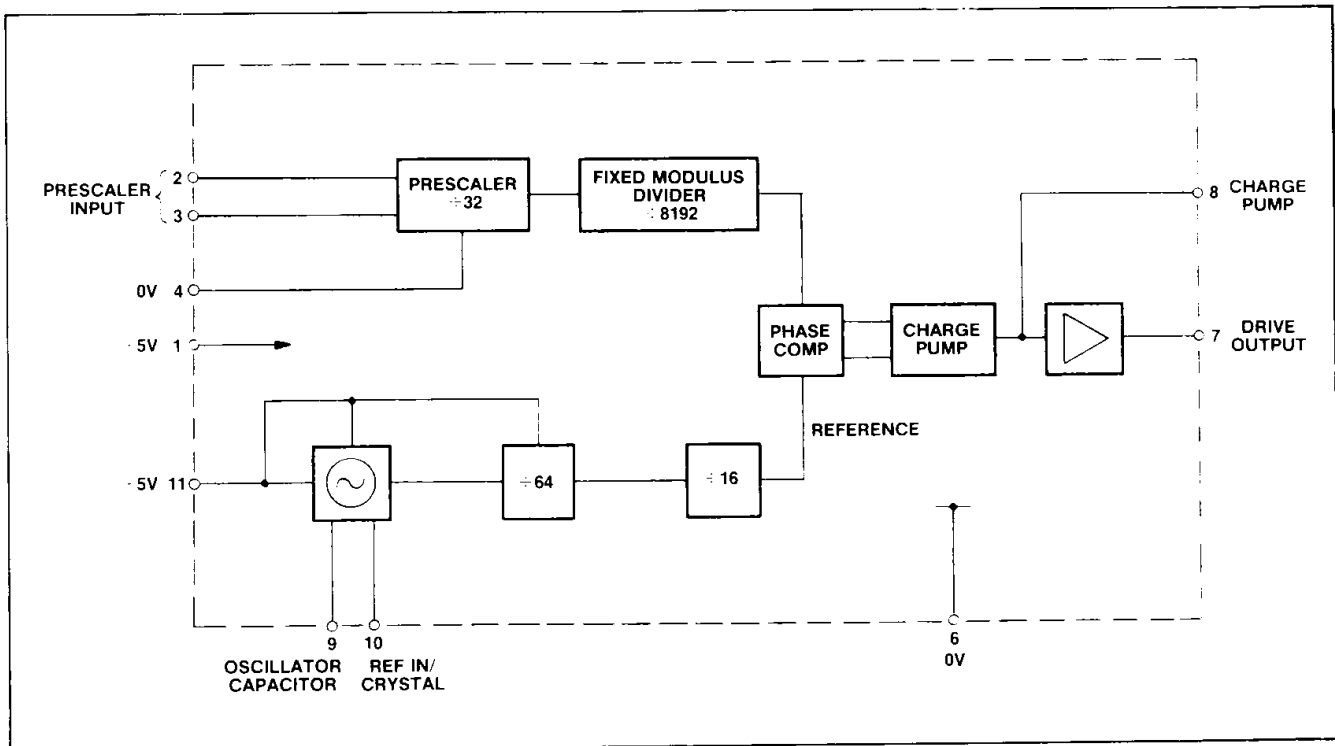 PRESCALER
INPUT
2
3
PRESCALER
÷32
FIXED MODULUS
DIVIDER
÷8192
8 CHARGE
PUMP
0V 4
5V 1
PHASE
COMP
CHARGE
PUMP
7 DRIVE
OUTPUT
REFERENCE
5V 11
÷64
÷16
9 10
OSCILLATOR
CAPACITOR
REF IN/
CRYSTAL
6
0V